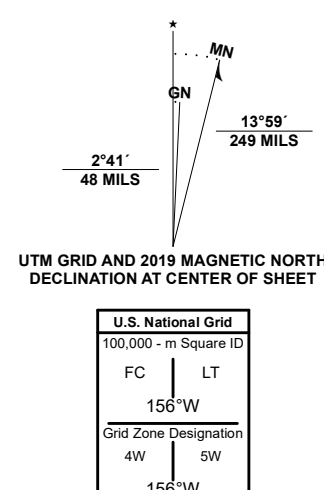 ★
MN
GN
13°59´
249 MILS
2°41´
48 MILS
UTM GRID AND 2019 MAGNETIC NORTH
DECLINATION AT CENTER OF SHEET
U.S. National Grid
100,000 - m Square ID
FC LT
156°W
Grid Zone Designation
4W 5W
156°W